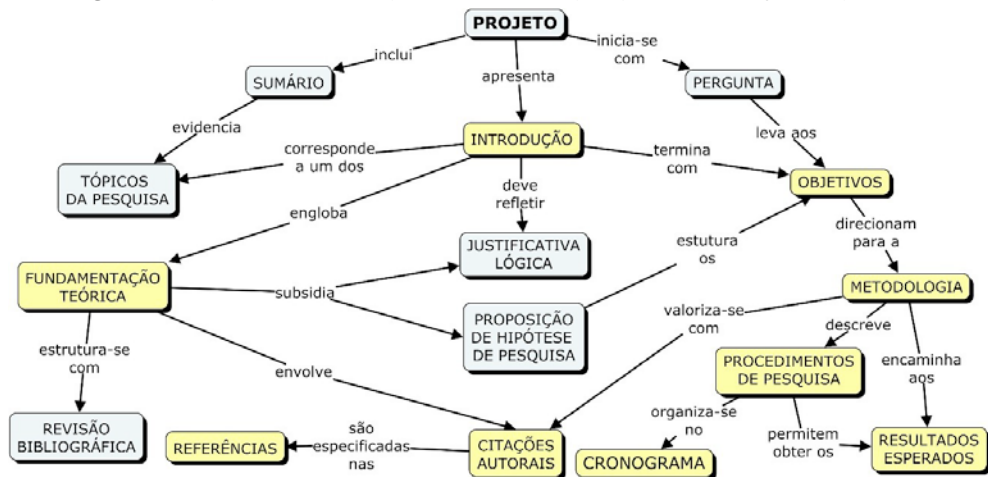 PROJETO
inclui
apresenta
inicia-se
com
SUMÁRIO
PERGUNTA
evidencia
corresponde
a um dos
INTRODUÇÃO
termina
com
leva aos
TÓPICOS
DA PESQUISA
OBJETIVOS
engloba
deve
refletir
estutura
os
direcionam
para a
JUSTIFICATIVA
LÓGICA
FUNDAMENTAÇÃO
TEÓRICA
subsidia
METODOLOGIA
PROPOSIÇÃO
DE HIPÓTESE
DE PESQUISA
valoriza-se
com
descreve
estrutura-se
com
envolve
PROCEDIMENTOS
DE PESQUISA
encaminha
aos
REVISÃO
BIBLIOGRÁFICA
REFERÊNCIAS
são
especificadas
nas
CITAÇÕES
AUTORAIS
organiza-se
no
CRONOGRAMA
permitem
obter os
RESULTADOS
ESPERADOS